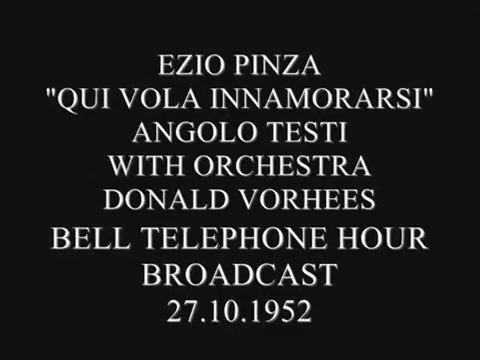 EZIO PINZA
"QUI VOLA INNAMORARSI"
ANGOLO TESTI
WITH ORCHESTRA
DONALD VORHEES
BELL TELEPHONE HOUR
BROADCAST
27.10.1952